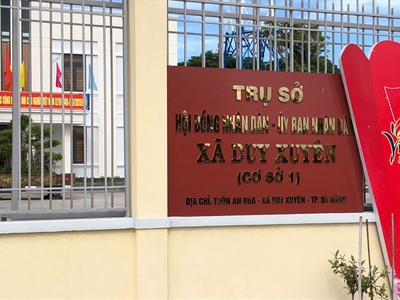 TRỤ SỞ
HỘI ĐỒNG NHÂN DÂN - ỦY BAN NHÂN DÂ
XÃ DUY XUYÊN
(CƠ SỞ 1)
ĐỊA CHỈ: THÔN AN HÒA - XÃ DUY XUYÊN - TP. ĐÀ NẴNG